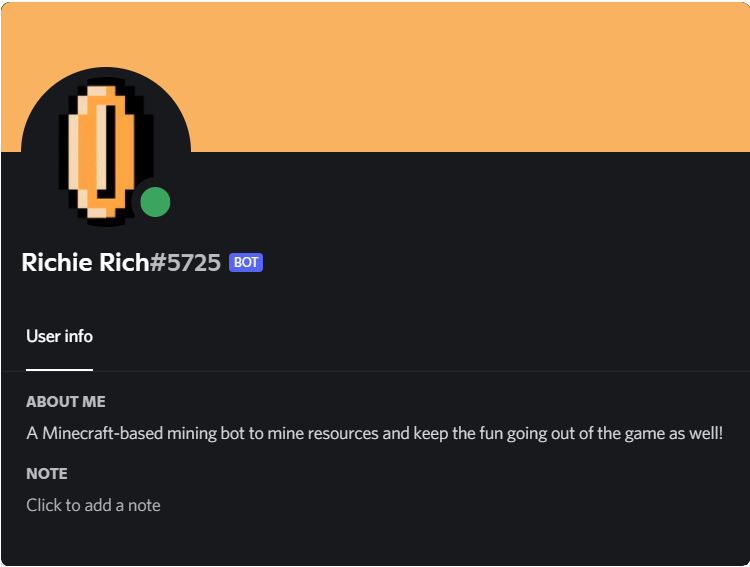 Richie Rich#5725 BOT
User info
ABOUT ME
A Minecraft-based mining bot to mine resources and keep the fun going out of the game as well!
NOTE
Click to add a note